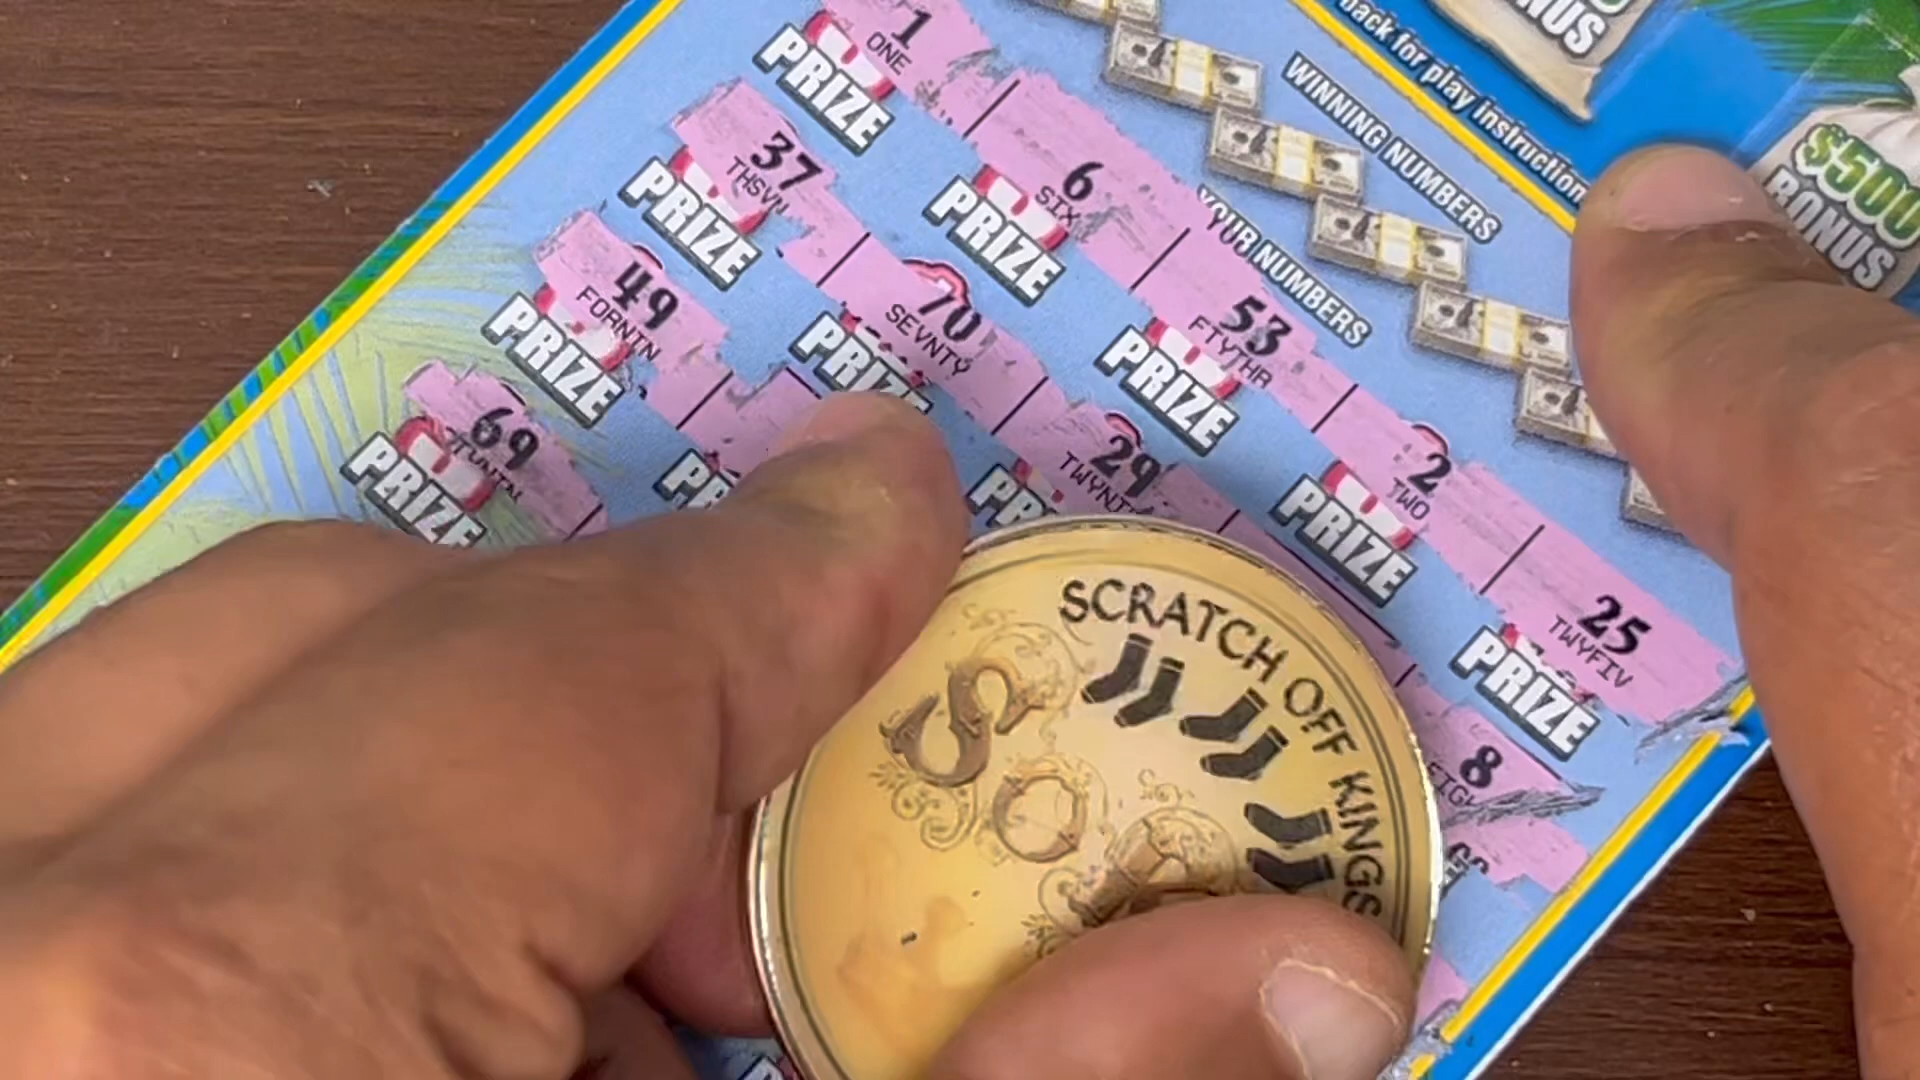 BONUS
back for play instruction
$500
BONUS
WINNING NUMBERS
YOUR NUMBERS
1
ONE
PRIZE
6
SIX
PRIZE
53
FTYTHR
PRIZE
2
TWO
PRIZE
25
TWYFIV
PRIZE
37
THSVN
PRIZE
70
SEVNTY
PRIZE
29
PRIZE
8
49
FORNTN
PRIZE
69
PRIZE
SCRATCH OFF KINGS